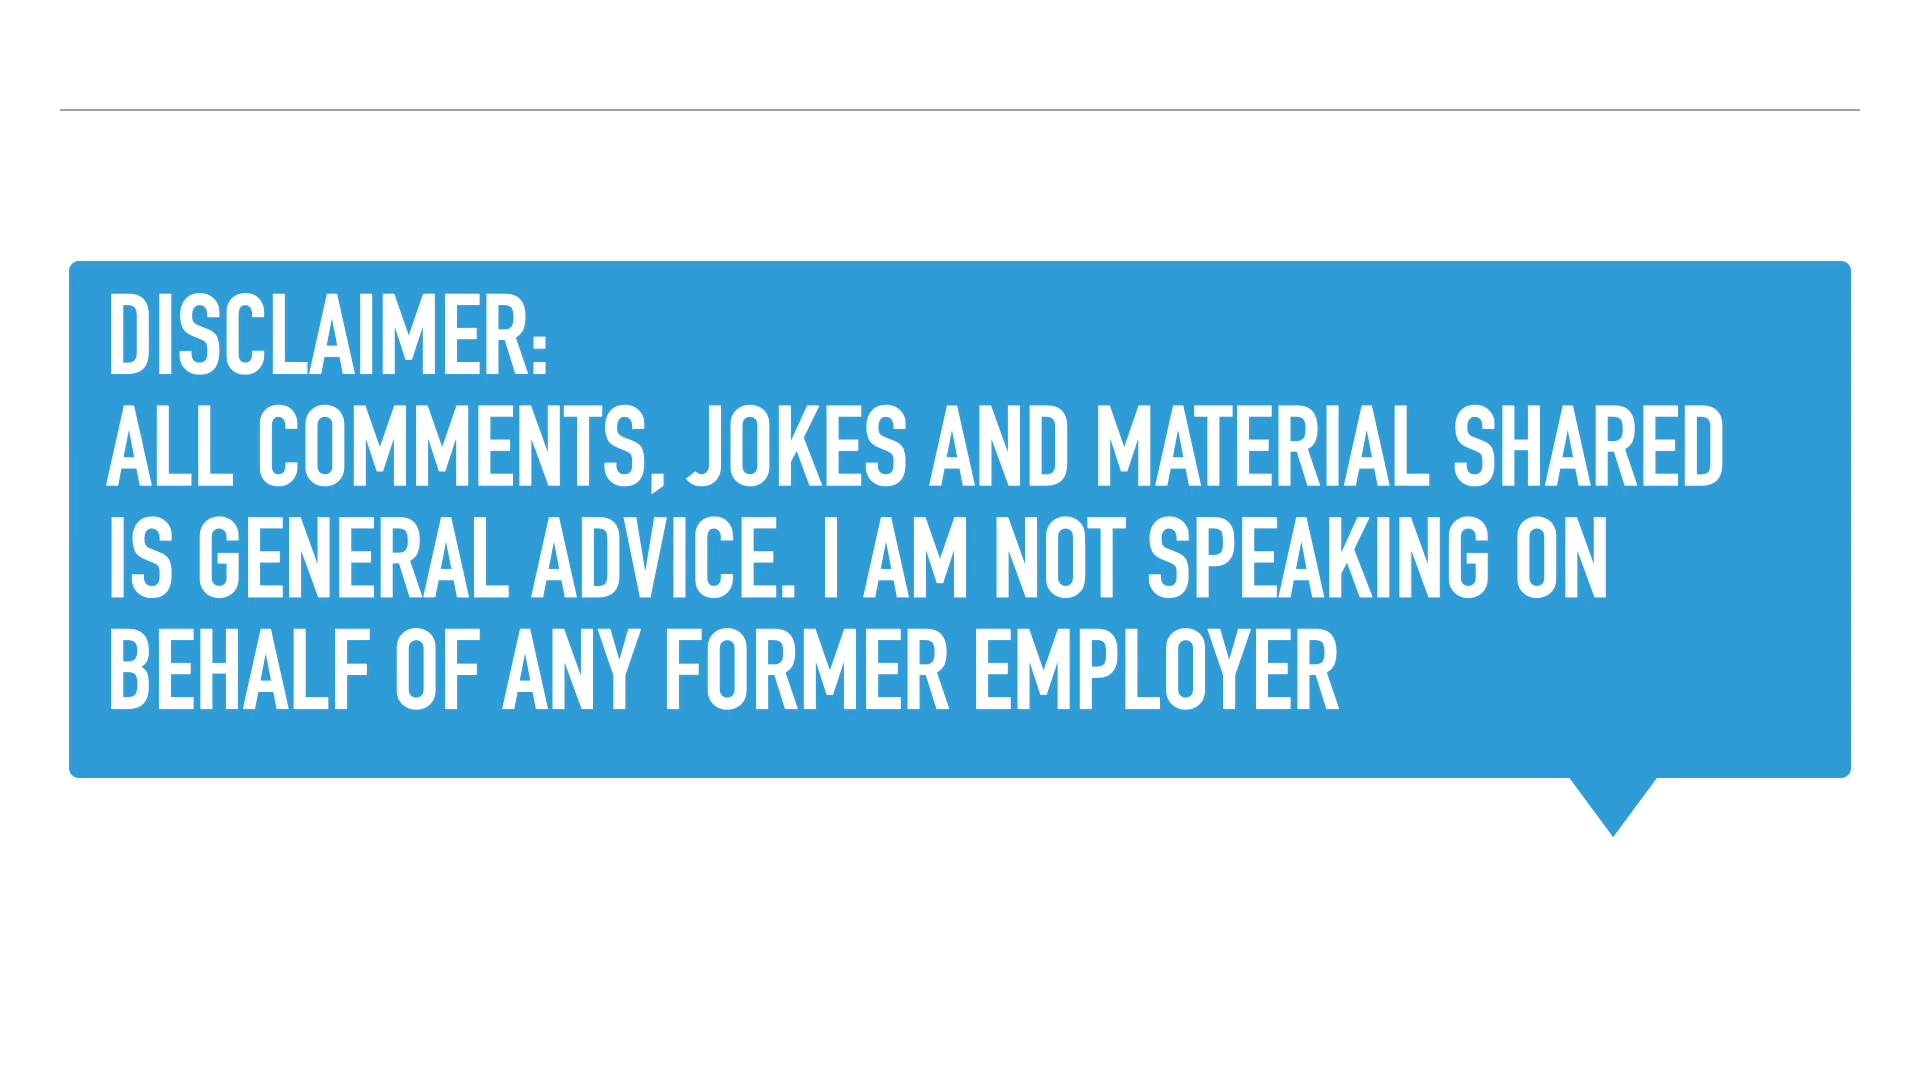 DISCLAIMER:
ALL COMMENTS, JOKES AND MATERIAL SHARED
IS GENERAL ADVICE. I AM NOT SPEAKING ON
BEHALF OF ANY FORMER EMPLOYER